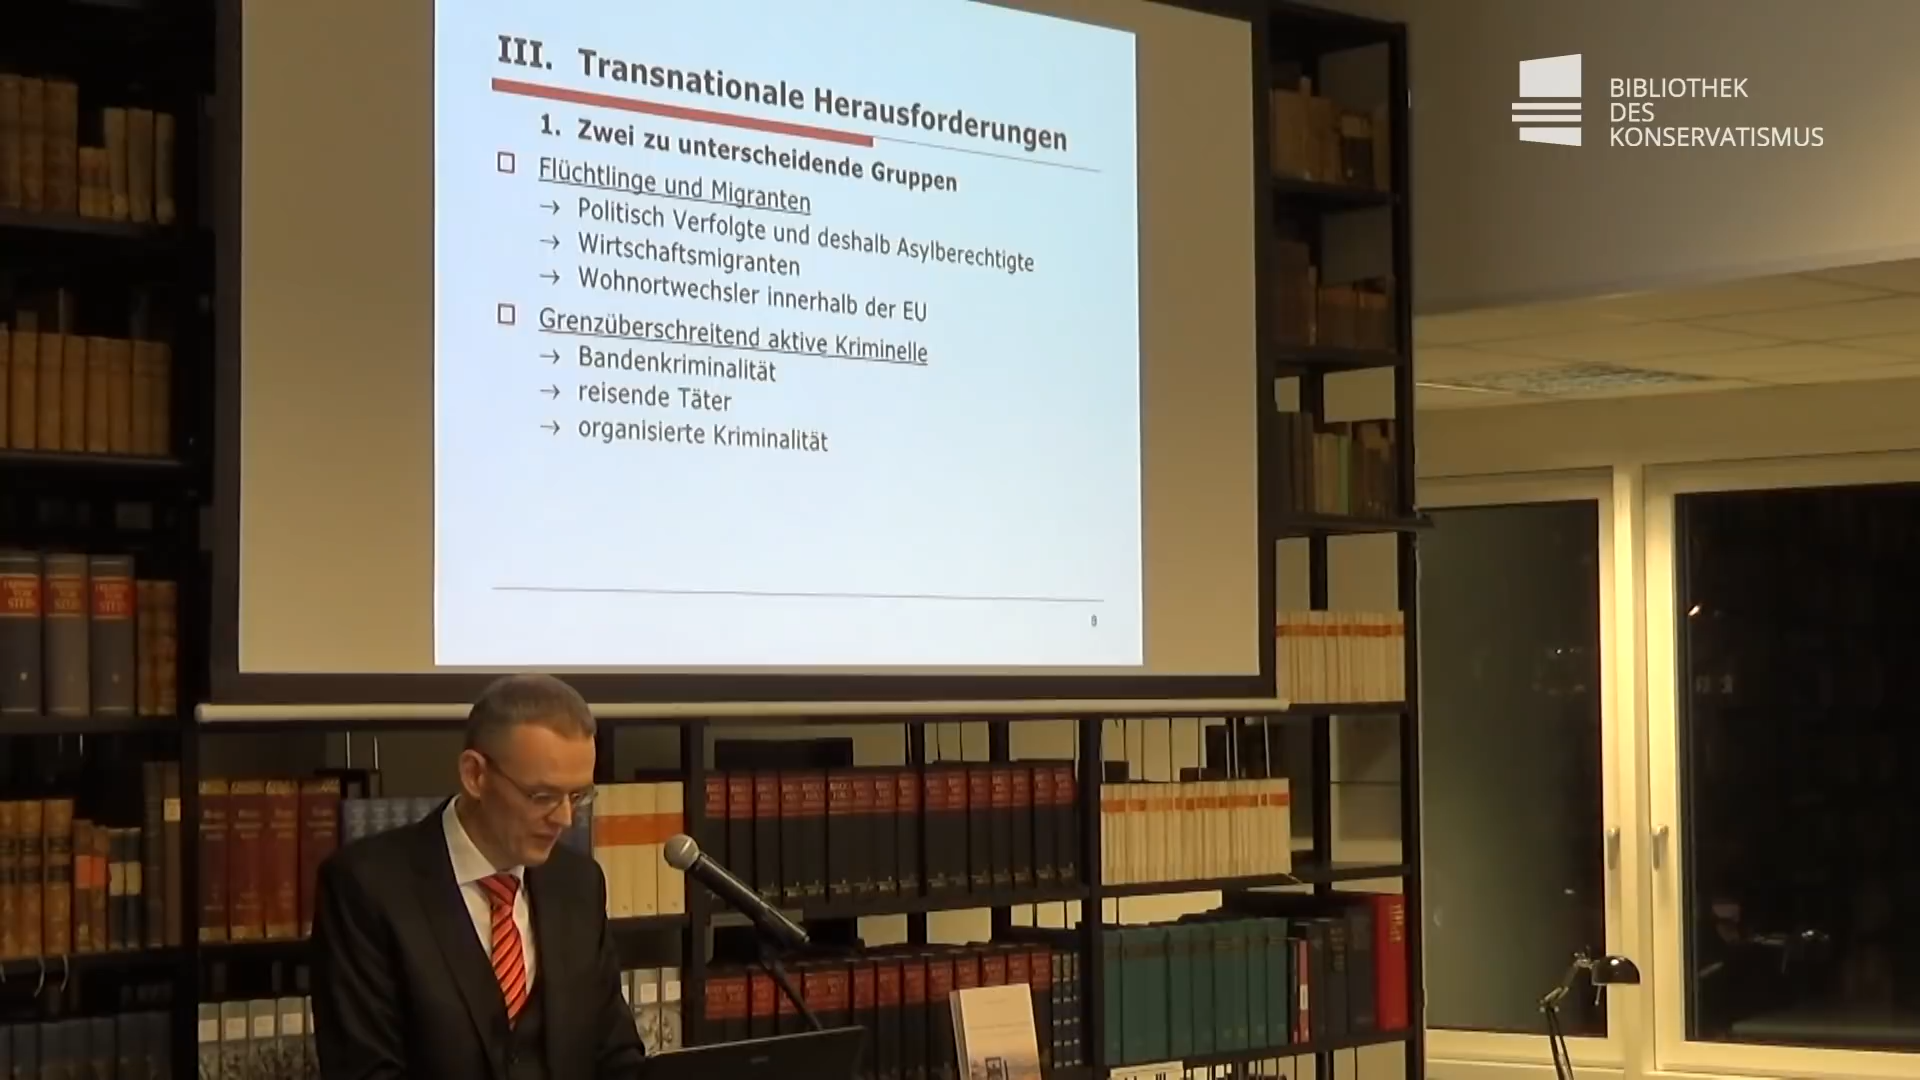 III. Transnationale Herausforderungen
1. Zwei zu unterscheidende Gruppen
Flüchtlinge und Migranten
→ Politisch Verfolgte und deshalb Asylberechtigte
→ Wirtschaftsmigranten
→ Wohnortwechsler innerhalb der EU
Grenzüberschreitend aktive Kriminelle
→ Bandenkriminalität
→ reisende Täter
→ organisierte Kriminalität
BIBLIOTHEK
DES
KONSERVATISMUS